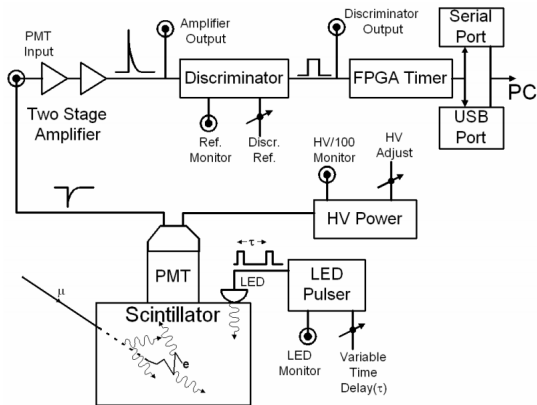 PMT
Input
Amplifier
Output
Discriminator
Output
Serial
Port
Two Stage
Amplifier
Discriminator
FPGA Timer
PC
USB
Port
Ref.
Monitor
Discr.
Ref.
HV/100
Monitor
HV
Adjust
HV Power
PMT
τ
LED
LED
Pulser
μ
Scintillator
e
LED
Monitor
Variable
Time
Delay(τ)